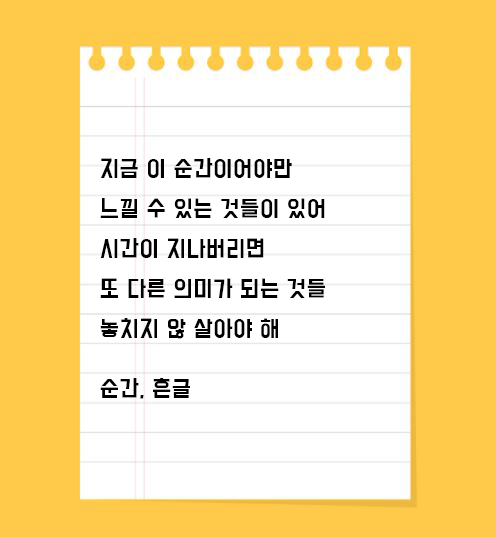 지금 이 순간이어야만
느낄 수 있는 것들이 있어
시간이 지나버리면
또 다른 의미가 되는 것들
놓치지 않 살아야 해
순간, 흔글